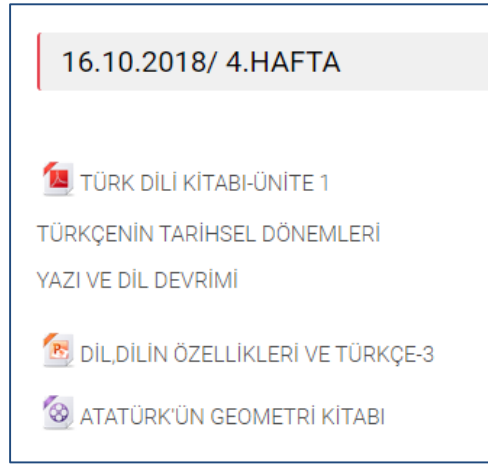 16.10.2018/ 4.HAFTA
TÜRK DİLİ KİTABI-ÜNİTE 1
TÜRKÇENİN TARİHSEL DÖNEMLERİ
YAZI VE DİL DEVRİMİ
DİL,DİLİN ÖZELLİKLERİ VE TÜRKÇE-3
ATATÜRK'ÜN GEOMETRİ KİTABI